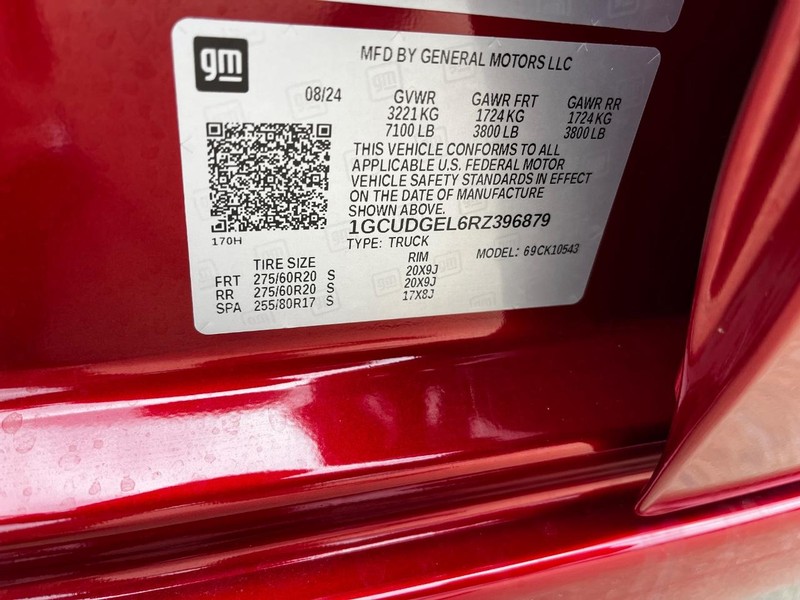 gm
MFD BY GENERAL MOTORS LLC
08/24 GVWR GAWR FRT GAWR RR
3221 KG 1724 KG 1724 KG
7100 LB 3800 LB 3800 LB
THIS VEHICLE CONFORMS TO ALL
APPLICABLE U.S. FEDERAL MOTOR
VEHICLE SAFETY STANDARDS IN EFFECT
ON THE DATE OF MANUFACTURE
SHOWN ABOVE.
1GCUDGEL6RZ396879
170H
TYPE: TRUCK
MODEL: 69CK10543
TIRE SIZE RIM
FRT 275/60R20 S 20X9J
RR 275/60R20 S 20X9J
SPA 255/80R17 S 17X8J